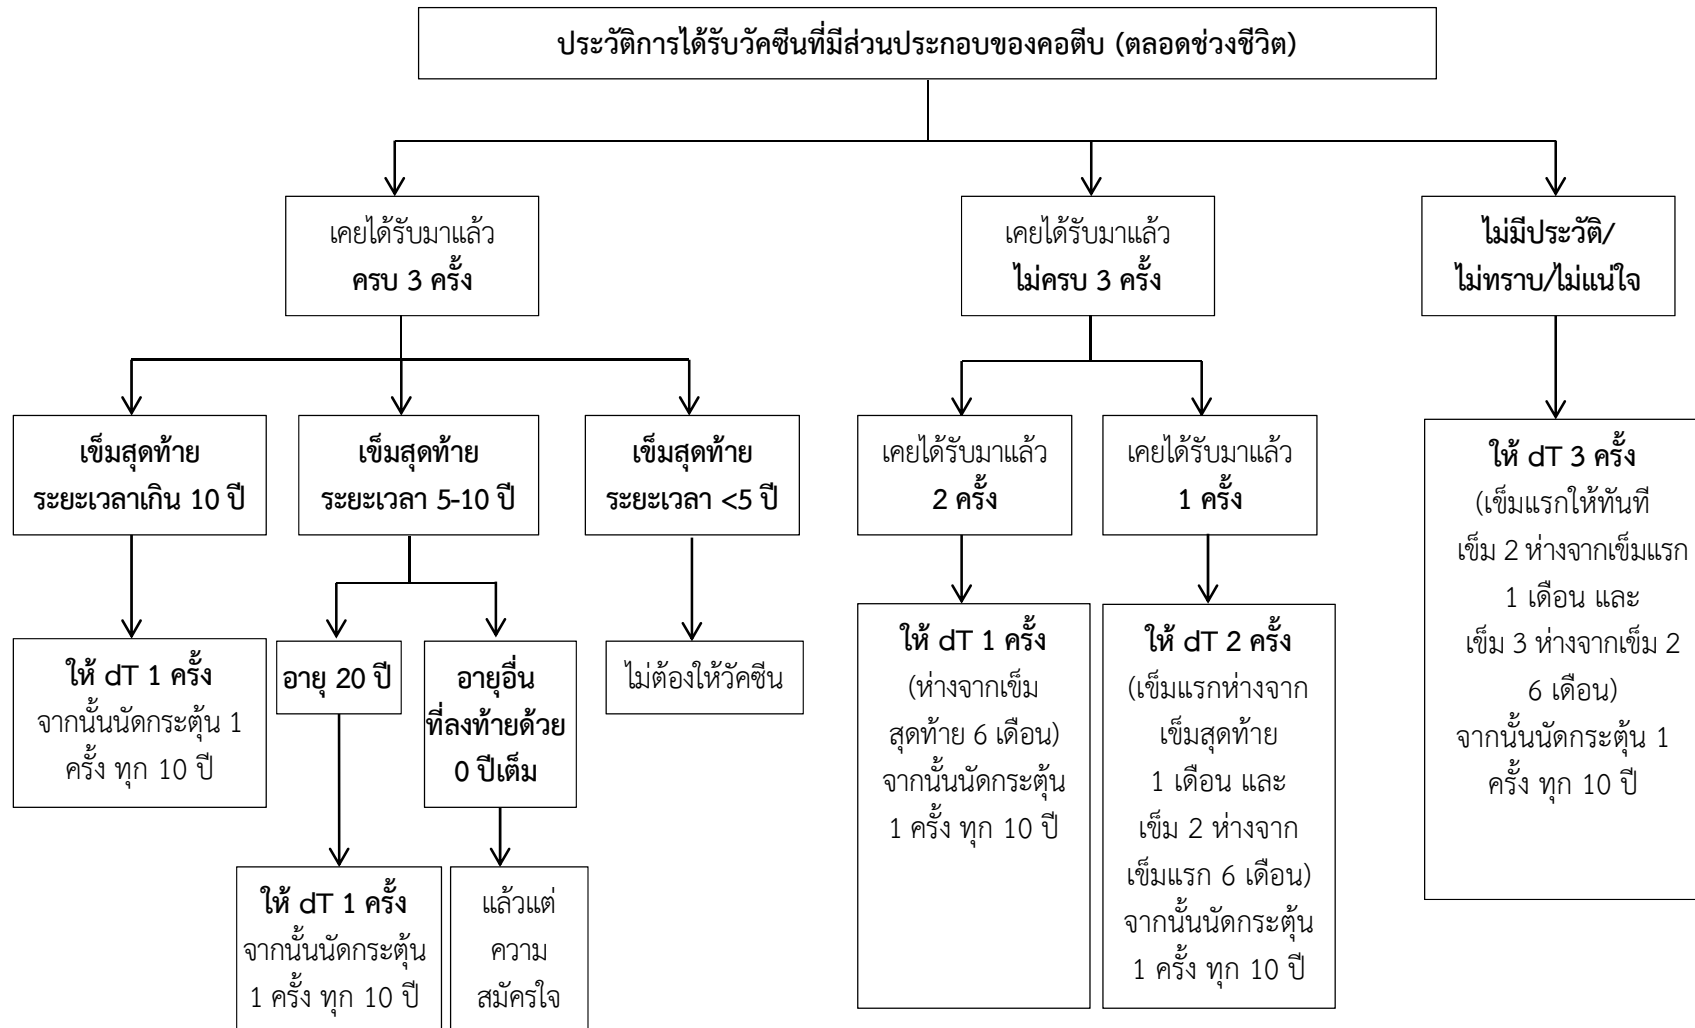 ประวัติการได้รับวัคซีนที่มีส่วนประกอบของคอตีบ (ตลอดช่วงชีวิต)
เคยได้รับมาแล้ว
ครบ 3 ครั้ง
เคยได้รับมาแล้ว
ไม่ครบ 3 ครั้ง
ไม่มีประวัติ/
ไม่ทราบ/ไม่แน่ใจ
เข็มสุดท้าย
ระยะเวลาเกิน 10 ปี
เข็มสุดท้าย
ระยะเวลา 5-10 ปี
เข็มสุดท้าย
ระยะเวลา <5 ปี
เคยได้รับมาแล้ว
2 ครั้ง
เคยได้รับมาแล้ว
1 ครั้ง
ให้ dT 3 ครั้ง
(เข็มแรกให้ทันที
เข็ม 2 ห่างจากเข็มแรก
1 เดือน และ
เข็ม 3 ห่างจากเข็ม 2
6 เดือน)
จากนั้นนัดกระตุ้น 1
ครั้ง ทุก 10 ปี
ให้ dT 1 ครั้ง
จากนั้นนัดกระตุ้น 1
ครั้ง ทุก 10 ปี
อายุ 20 ปี
อายุอื่น
ที่ลงท้ายด้วย
0 ปีเต็ม
ไม่ต้องให้วัคซีน
ให้ dT 1 ครั้ง
(ห่างจากเข็ม
สุดท้าย 6 เดือน)
จากนั้นนัดกระตุ้น
1 ครั้ง ทุก 10 ปี
ให้ dT 2 ครั้ง
(เข็มแรกห่างจาก
เข็มสุดท้าย
1 เดือน และ
เข็ม 2 ห่างจาก
เข็มแรก 6 เดือน)
จากนั้นนัดกระตุ้น
1 ครั้ง ทุก 10 ปี
ให้ dT 1 ครั้ง
จากนั้นนัดกระตุ้น
1 ครั้ง ทุก 10 ปี
แล้วแต่
ความ
สมัครใจ